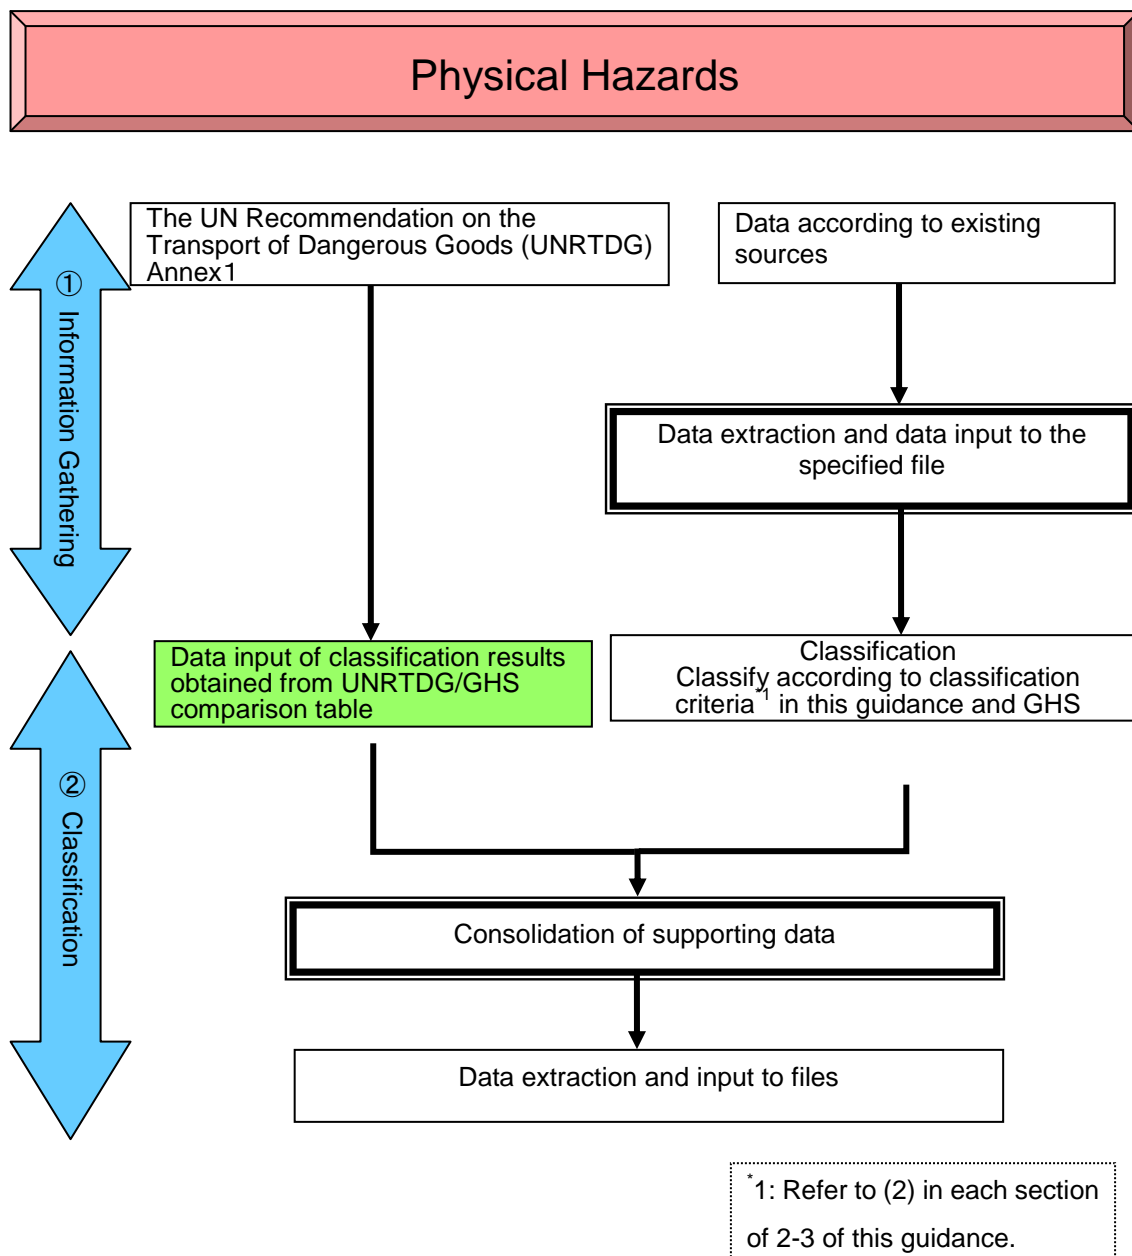 Physical Hazards
The UN Recommendation on the
Transport of Dangerous Goods (UNRTDG)
Annex1
Data according to existing
sources
① Information Gathering
Data extraction and data input to the
specified file
Data input of classification results
obtained from UNRTDG/GHS
comparison table
Classification
Classify according to classification
criteria*1 in this guidance and GHS
② Classification
Consolidation of supporting data
Data extraction and input to files
*1: Refer to (2) in each section
of 2-3 of this guidance.